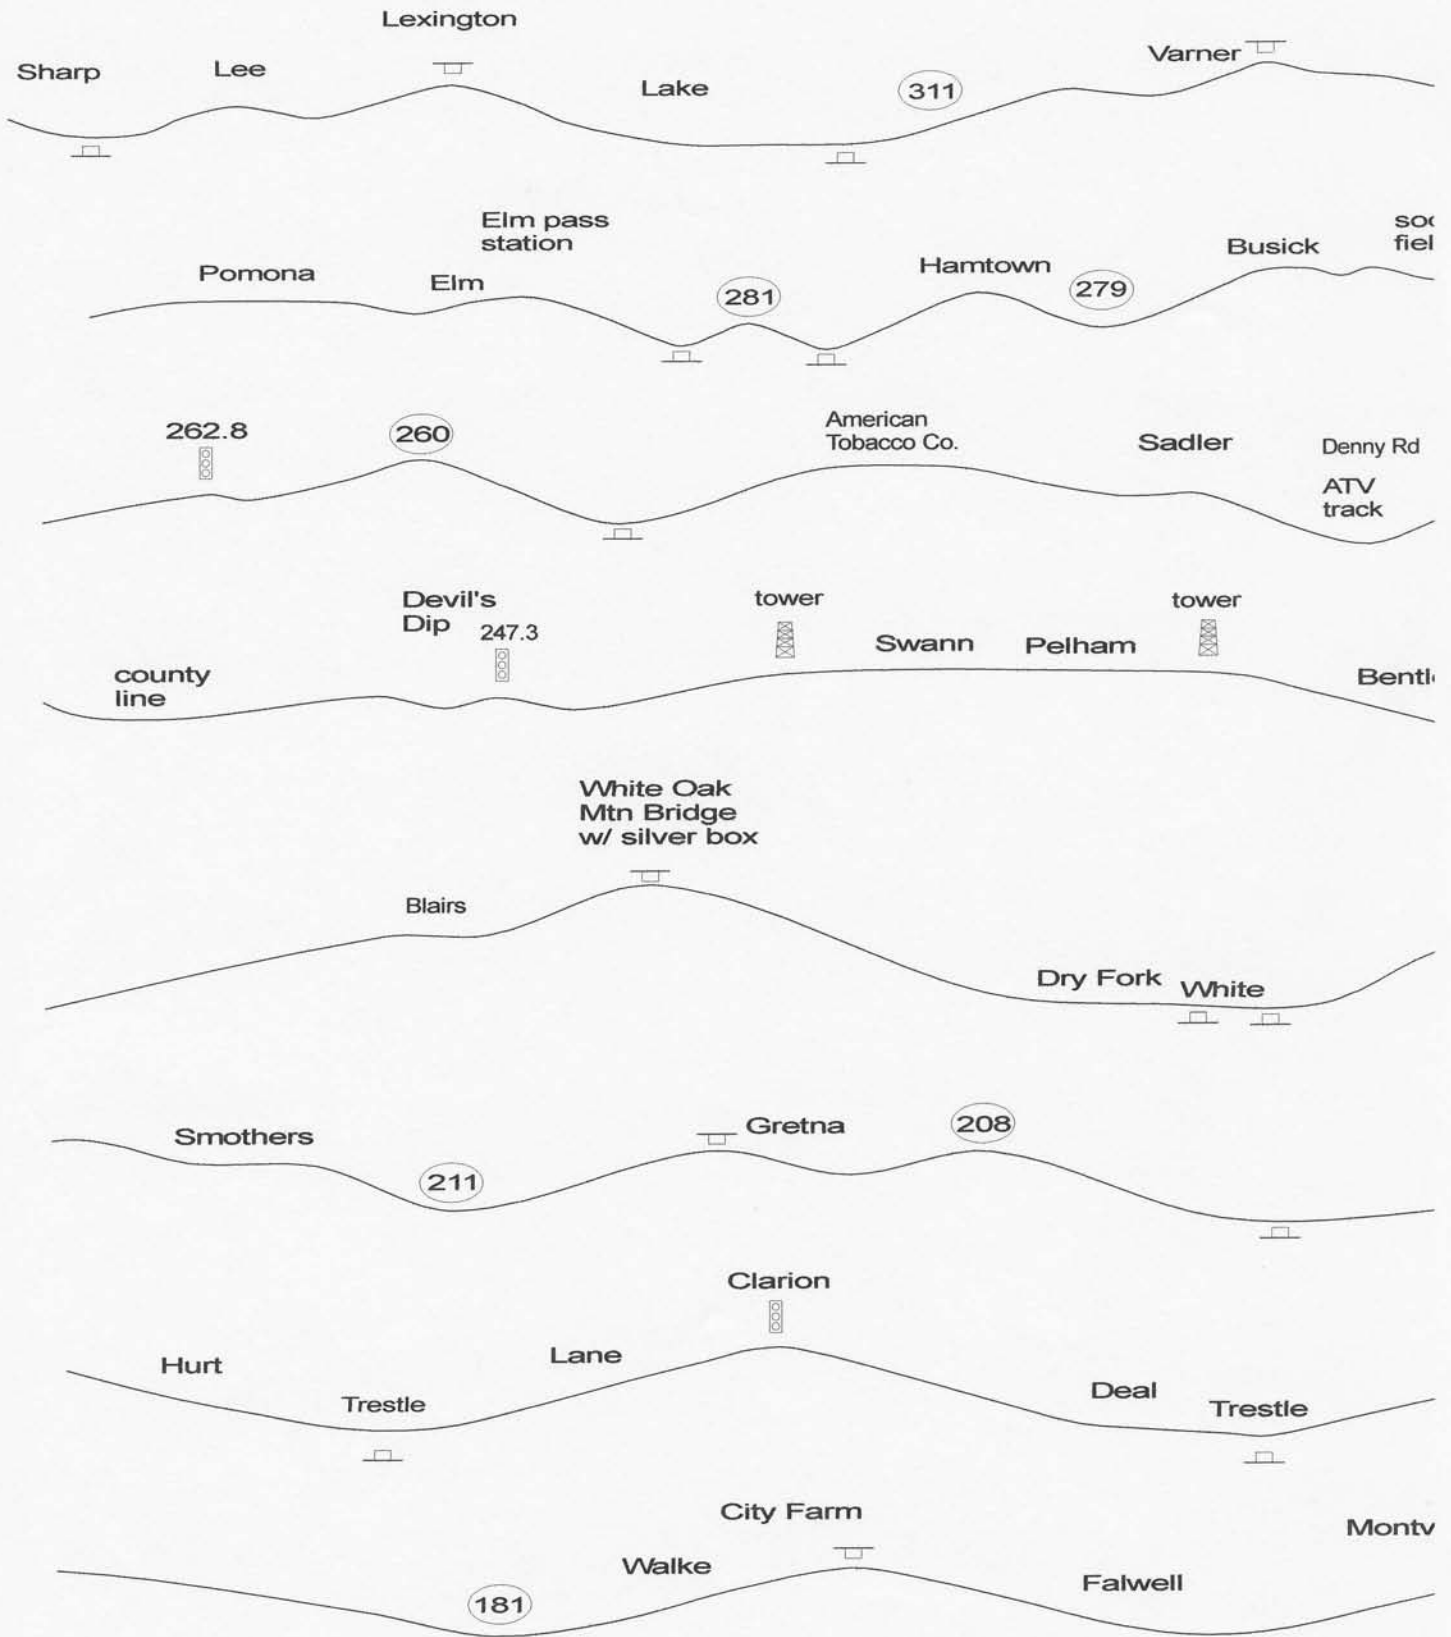 Lexington
Sharp Lee Lake 311 Varner
Elm pass
station
Pomona Elm 281 Hamtown 279 Busick
262.8 260 American
Tobacco Co. Sadler Denny Rd
ATV
track
Devil's
Dip 247.3 tower tower
county
line Swann Pelham
White Oak
Mtn Bridge
w/ silver box
Blairs
Dry Fork White
Smothers 211 Gretna 208
Clarion
Hurt Lane
Trestle Deal Trestle
City Farm
Walke 181 Falwell